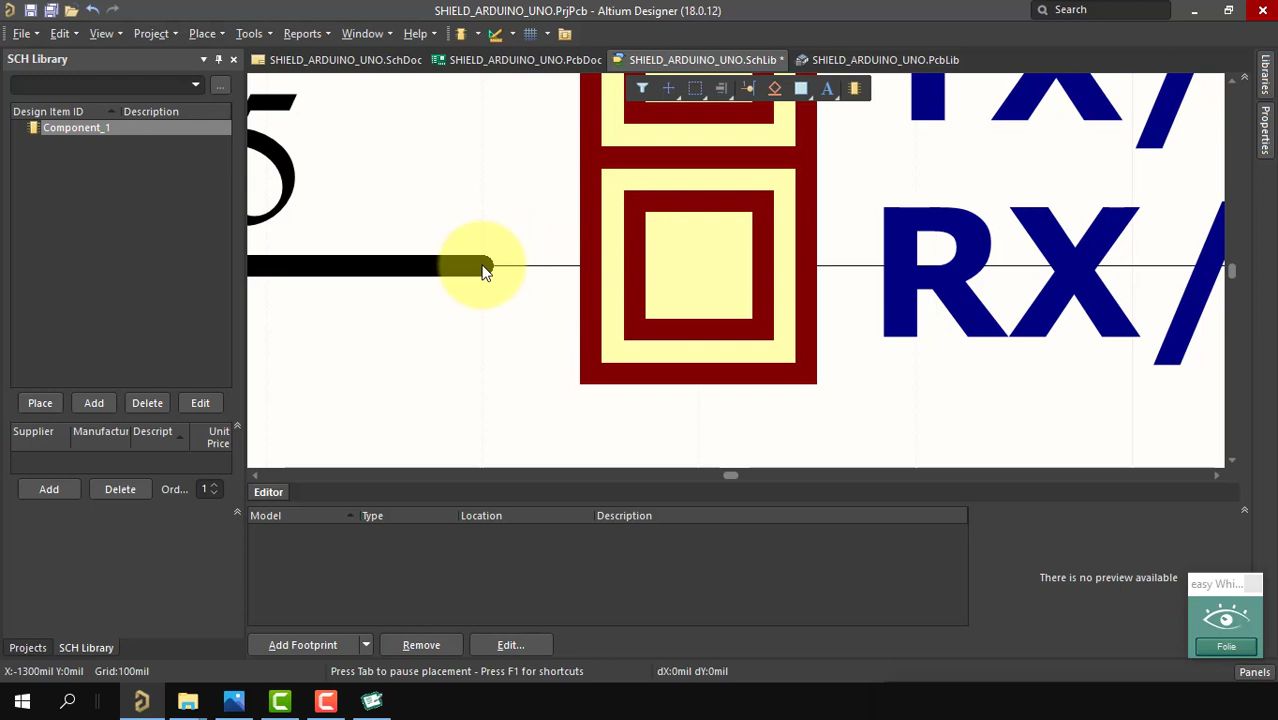 SHIELD_ARDUINO_UNO.PrjPcb - Altium Designer (18.0.12)
Search
File Edit View Project Place Tools Reports Window Help
SCH Library
SHIELD_ARDUINO_UNO.SchDoc
SHIELD_ARDUINO_UNO.PcbDoc
SHIELD_ARDUINO_UNO.SchLib *
SHIELD_ARDUINO_UNO.PcbLib
...
Design Item ID Description
Component_1
Libraries
Properties
A
TX/
RX/
Place Add Delete Edit
Supplier Manufactur Descript Unit Price
Add Delete Ord... 1
Editor
Model Type Location Description
There is no preview available
easy Whi...
Folie
Add Footprint Remove Edit...
Projects SCH Library
X:-1300mil Y:0mil Grid:100mil
Press Tab to pause placement - Press F1 for shortcuts
dX:0mil dY:0mil
Panels